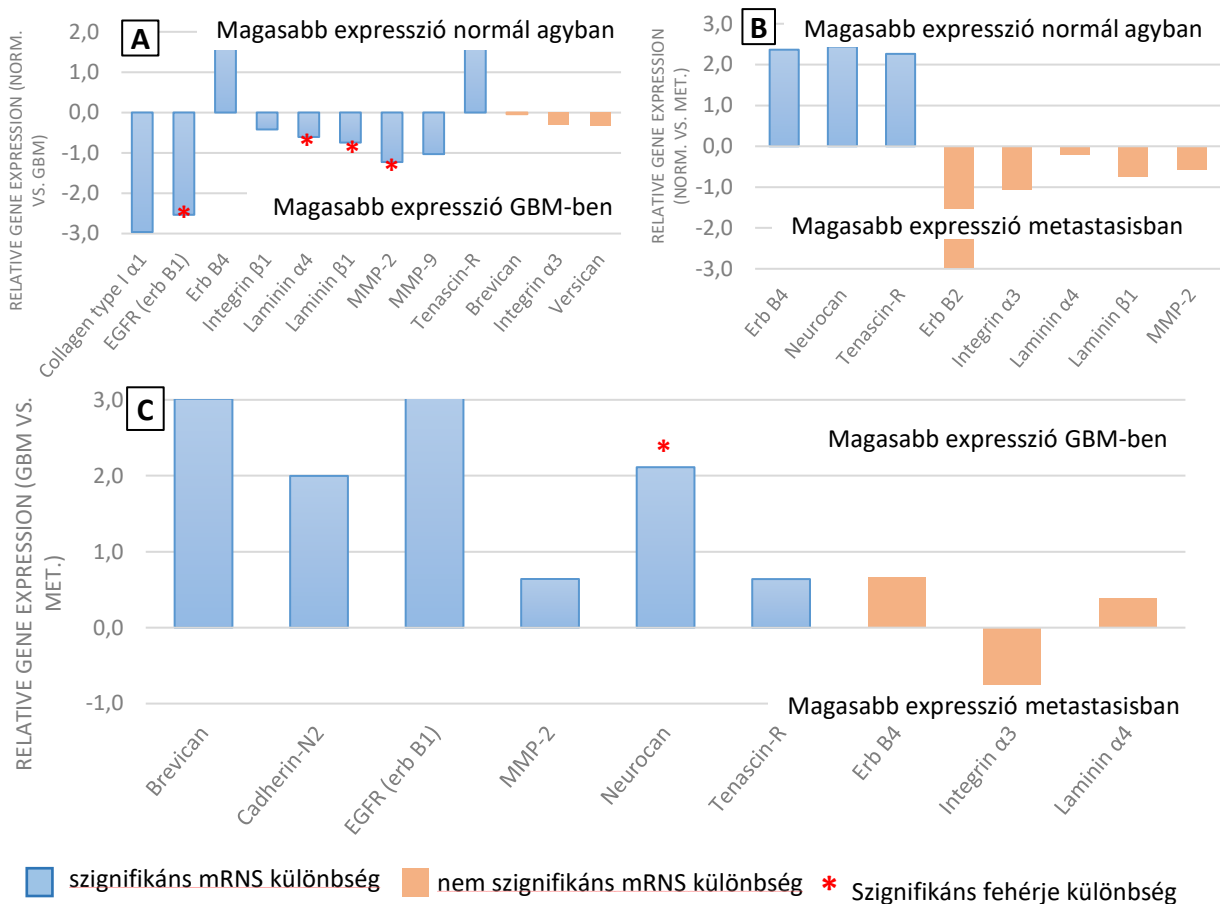 A
Magasabb expresszió normál agyban
RELATIVE GENE EXPRESSION (NORM.
VS. GBM)
2,0
1,0
0,0
-1,0
-2,0
-3,0
*
*
*
*
Magasabb expresszió GBM-ben
Collagen type I α1
EGFR (erb B1)
Erb B4
Integrin β1
Laminin α4
Laminin β1
MMP-2
MMP-9
Tenascin-R
Brevican
Integrin α3
Versican
B
Magasabb expresszió normál agyban
RELATIVE GENE EXPRESSION
(NORM. VS. MET.)
3,0
2,0
1,0
0,0
-1,0
-2,0
-3,0
Magasabb expresszió metastasisban
Erb B4
Neurocan
Tenascin-R
Erb B2
Integrin α3
Laminin α4
Laminin β1
MMP-2
C
RELATIVE GENE EXPRESSION (GBM VS.
MET.)
3,0
2,0
1,0
0,0
-1,0
*
Magasabb expresszió GBM-ben
Magasabb expresszió metastasisban
Brevican
Cadherin-N2
EGFR (erb B1)
MMP-2
Neurocan
Tenascin-R
Erb B4
Integrin α3
Laminin α4
szignifikáns mRNS különbség
nem szignifikáns mRNS különbség
* Szignifikáns fehérje különbség